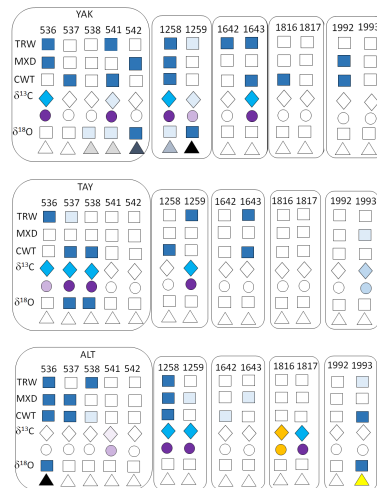 YAK
536 537 538 541 542 1258 1259 1642 1643 1816 1817 1992 1993
TRW
MXD
CWT
δ13C
δ18O
TAY
536 537 538 541 542 1258 1259 1642 1643 1816 1817 1992 1993
TRW
MXD
CWT
δ13C
δ18O
ALT
536 537 538 541 542 1258 1259 1642 1643 1816 1817 1992 1993
TRW
MXD
CWT
δ13C
δ18O